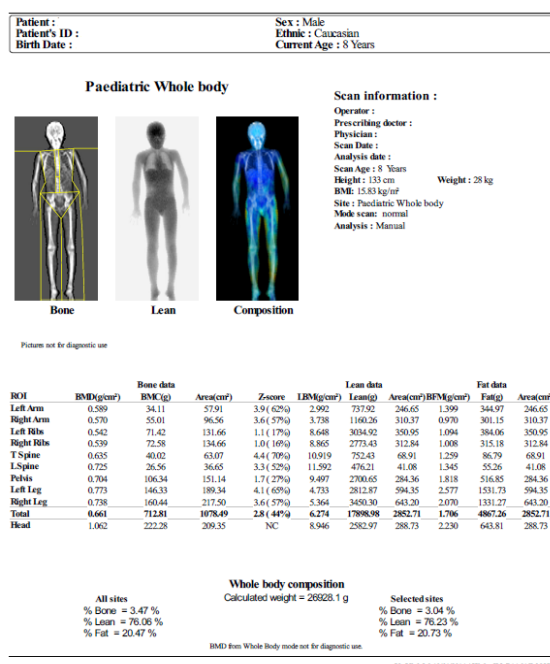 Patient : Sex : Male
Patient's ID : Ethnic : Caucasian
Birth Date : Current Age : 8 Years
Paediatric Whole body
Scan information :
Operator :
Prescribing doctor :
Physician :
Scan Date :
Analysis date :
Scan Age : 8 Years
Height : 133 cm Weight : 28 kg
BMI: 15.83 kg/m²
Site : Paediatric Whole body
Mode scan: normal
Analysis : Manual
Bone Lean Composition
Pictures not for diagnostic use
Bone data Lean data Fat data
ROI BMD(g/cm²) BMC(g) Area(cm²) Z-score LBM(g/cm²) Lean(g) Area(cm²) BFM(g/cm²) Fat(g) Area(cm²
Left Arm 0.589 34.11 57.91 3.9 ( 62%) 2.992 737.92 246.65 1.399 344.97 246.65
Right Arm 0.570 55.01 96.56 3.6 ( 57%) 3.738 1160.26 310.37 0.970 301.15 310.37
Left Ribs 0.542 71.42 131.66 1.1 ( 17%) 8.648 3034.92 350.95 1.094 384.06 350.95
Right Ribs 0.539 72.58 134.66 1.0 ( 16%) 8.865 2773.43 312.84 1.008 315.18 312.84
T Spine 0.635 40.02 63.07 4.4 ( 70%) 10.919 752.43 68.91 1.259 86.79 68.91
L Spine 0.725 26.56 36.65 3.3 ( 52%) 11.592 476.21 41.08 1.345 55.26 41.08
Pelvis 0.704 106.34 151.14 1.7 ( 27%) 9.497 2700.65 284.36 1.818 516.85 284.36
Left Leg 0.773 146.33 189.34 4.1 ( 65%) 4.733 2812.87 594.35 2.577 1531.73 594.35
Right Leg 0.738 160.44 217.50 3.6 ( 57%) 5.364 3450.30 643.20 2.070 1331.27 643.20
Total 0.661 712.81 1078.49 2.8 ( 44%) 6.274 17898.98 2852.71 1.706 4867.26 2852.71
Head 1.062 222.28 209.35 NC 8.946 2582.97 288.73 2.230 643.81 288.73
Whole body composition
All sites Calculated weight = 26928.1 g Selected sites
% Bone = 3.47 % % Bone = 3.04 %
% Lean = 76.06 % % Lean = 76.23 %
% Fat = 20.47 % % Fat = 20.73 %
BMD from Whole Body mode not for diagnostic use.